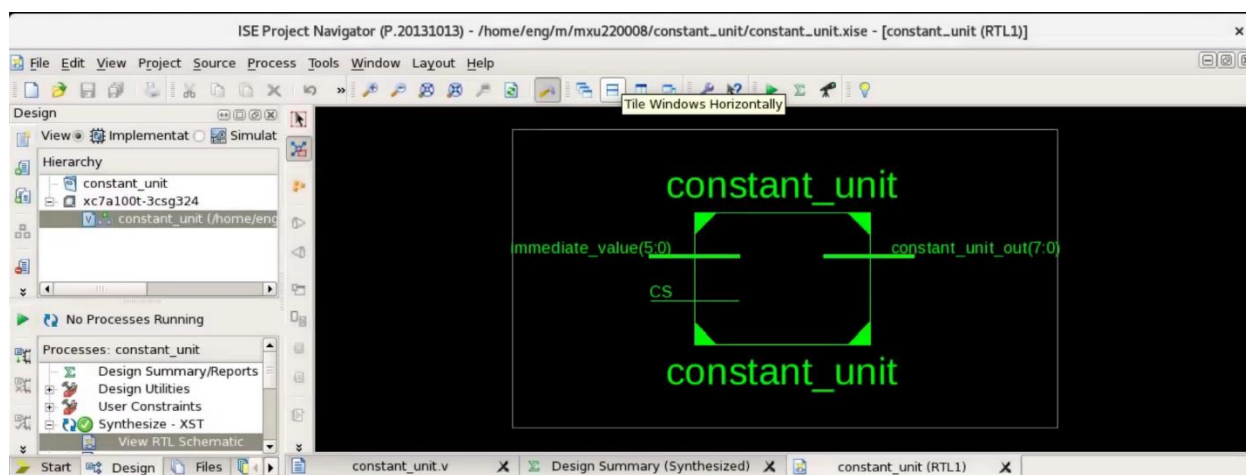 ISE Project Navigator (P.20131013) - /home/eng/m/mxu220008/constant_unit/constant_unit.xise - [constant_unit (RTL1)]
File Edit View Project Source Process Tools Window Layout Help
Tile Windows Horizontally
Design
View Implementat Simulat
Hierarchy
constant_unit
xc7a100t-3csg324
constant_unit (/home/eng
No Processes Running
Processes: constant_unit
Design Summary/Reports
Design Utilities
User Constraints
Synthesize - XST
View RTL Schematic
Start Design Files
constant_unit
mmediate_value(5:0) constant_unit_out(7:0)
CS
constant_unit
constant_unit.v Design Summary (Synthesized) constant_unit (RTL1)